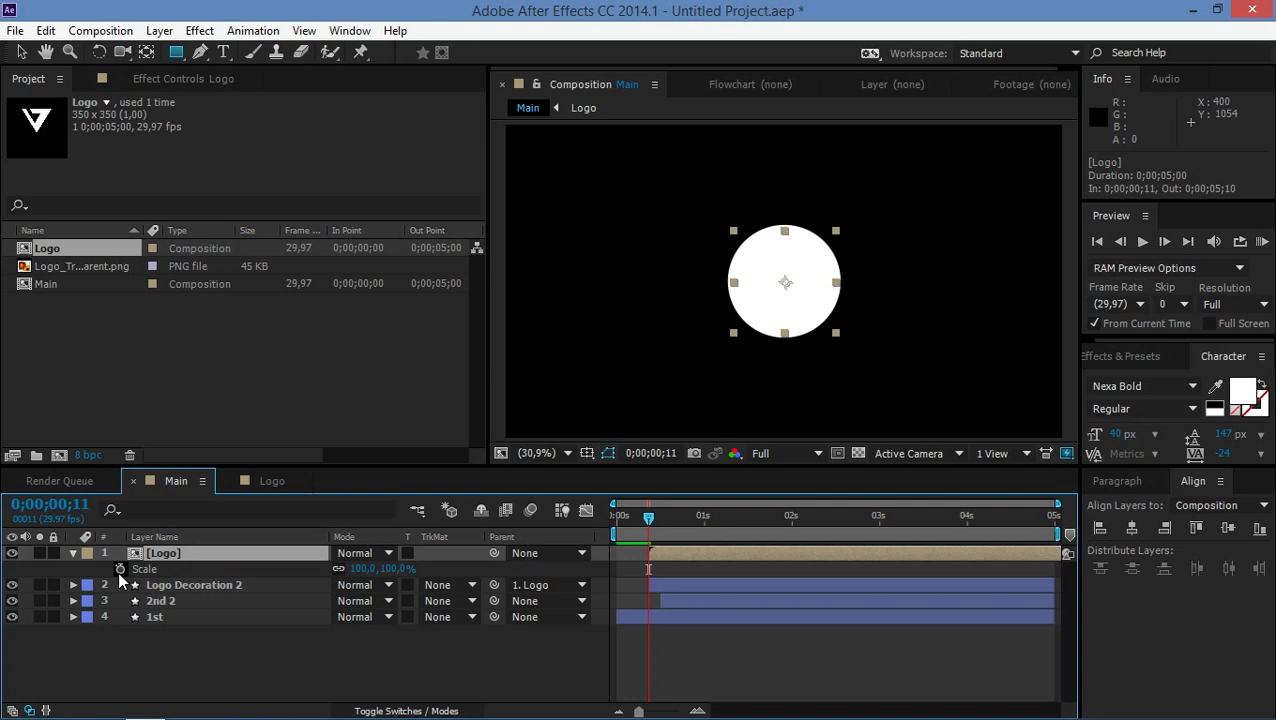 Ae
Adobe After Effects CC 2014.1 - Untitled Project.aep *
File Edit Composition Layer Effect Animation View Window Help
Workspace: Standard
Search Help
Project
Effect Controls Logo
Logo , used 1 time
350 x 350 (1,00)
1 0;00;05;00, 29,97 fps
Name Type Size Frame ... In Point Out Point
Logo Composition 29,97 0;00;00;00 0;00;05;00
Logo_Tr...arent.png PNG file 45 KB
Main Composition 29,97 0;00;00;00 0;00;05;00
8 bpc
Composition Main
Flowchart (none)
Layer (none)
Footage (none)
Main Logo
(30,9%) 0;00;00;11 Full Active Camera 1 View
Info Audio
R :
G :
B :
A : 0
X : 400
Y : 1054
[Logo]
Duration: 0;00;05;00
In: 0;00;00;11, Out: 0;00;05;10
Preview
RAM Preview Options
Frame Rate Skip Resolution
(29,97) 0 Full
From Current Time Full Screen
Effects & Presets Character
Nexa Bold
Regular
40 px 147 px
Metrics -24
Paragraph Align
Align Layers to: Composition
Distribute Layers:
Render Queue Main Logo
0;00;00;11
00011 (29.97 fps)
# Layer Name Mode T TrkMat Parent
:00s 01s 02s 03s 04s 05s
1 [Logo] Normal None
Scale 100,0,100,0%
2 Logo Decoration 2 Normal None 1. Logo
3 2nd 2 Normal None None
4 1st Normal None None
Toggle Switches / Modes